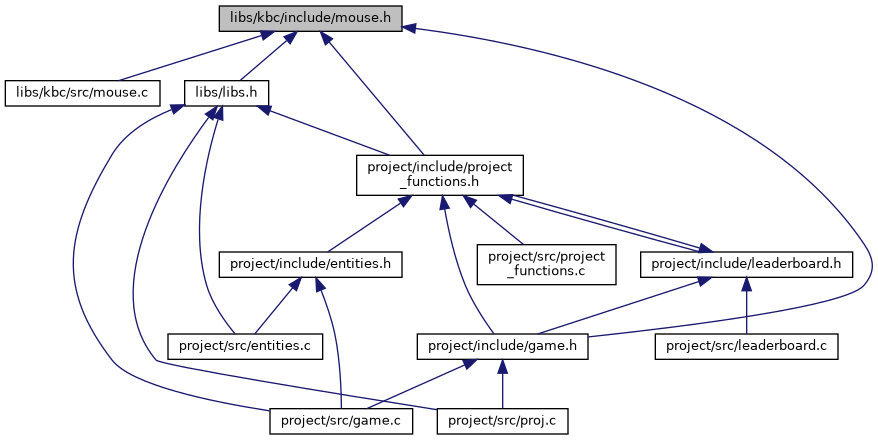 libs/kbc/include/mouse.h
libs/kbc/src/mouse.c
libs/libs.h
project/include/project
_functions.h
project/include/entities.h
project/src/project
_functions.c
project/include/leaderboard.h
project/src/entities.c
project/include/game.h
project/src/leaderboard.c
project/src/game.c
project/src/proj.c